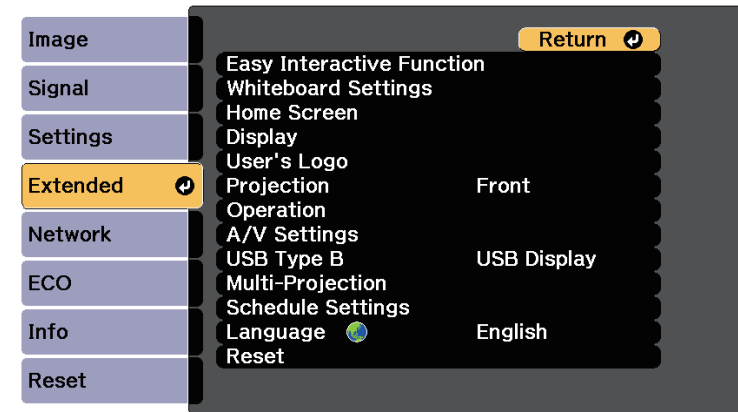 Image
Signal
Settings
Extended
Network
ECO
Info
Reset
Return
Easy Interactive Function
Whiteboard Settings
Home Screen
Display
User's Logo
Projection Front
Operation
A/V Settings
USB Type B USB Display
Multi-Projection
Schedule Settings
Language English
Reset